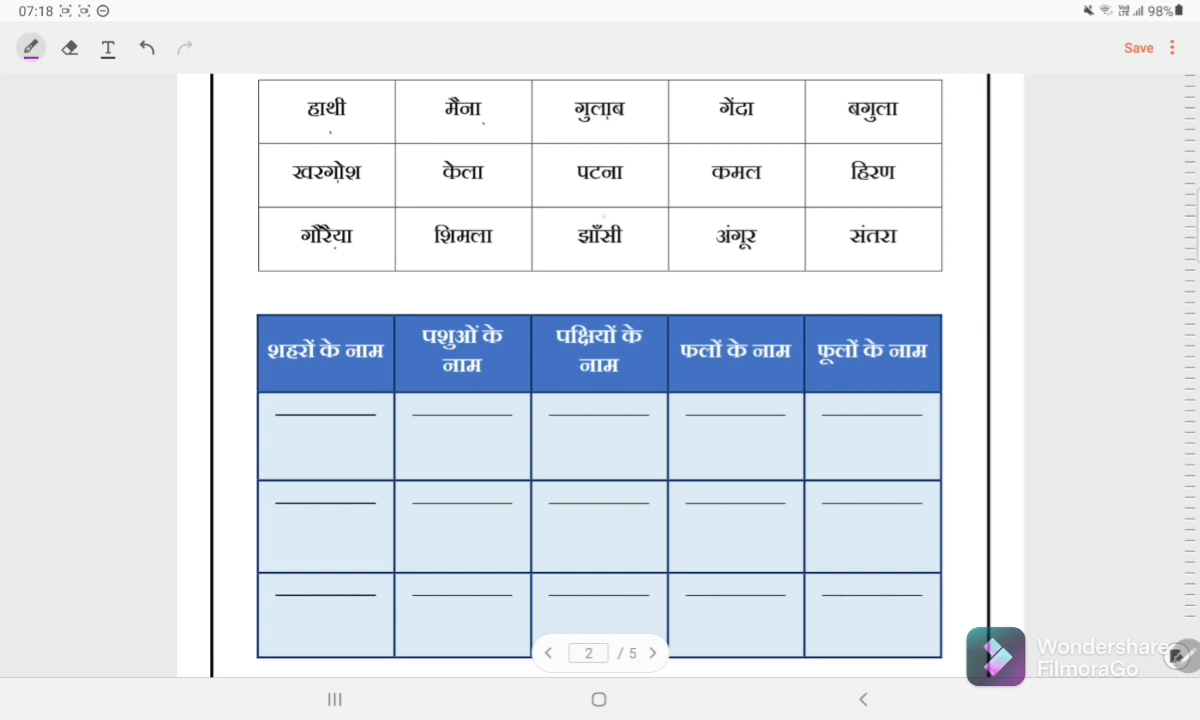 07:18 98%
Save
हाथी मैना गुलाब गेंदा बगुला
खरगोश केला पटना कमल हिरण
गौरैया शिमला झाँसी अंगूर संतरा
शहरों के नाम पशुओं के नाम पक्षियों के नाम फलों के नाम फूलों के नाम
2 / 5
Wondershare
FilmoraGo